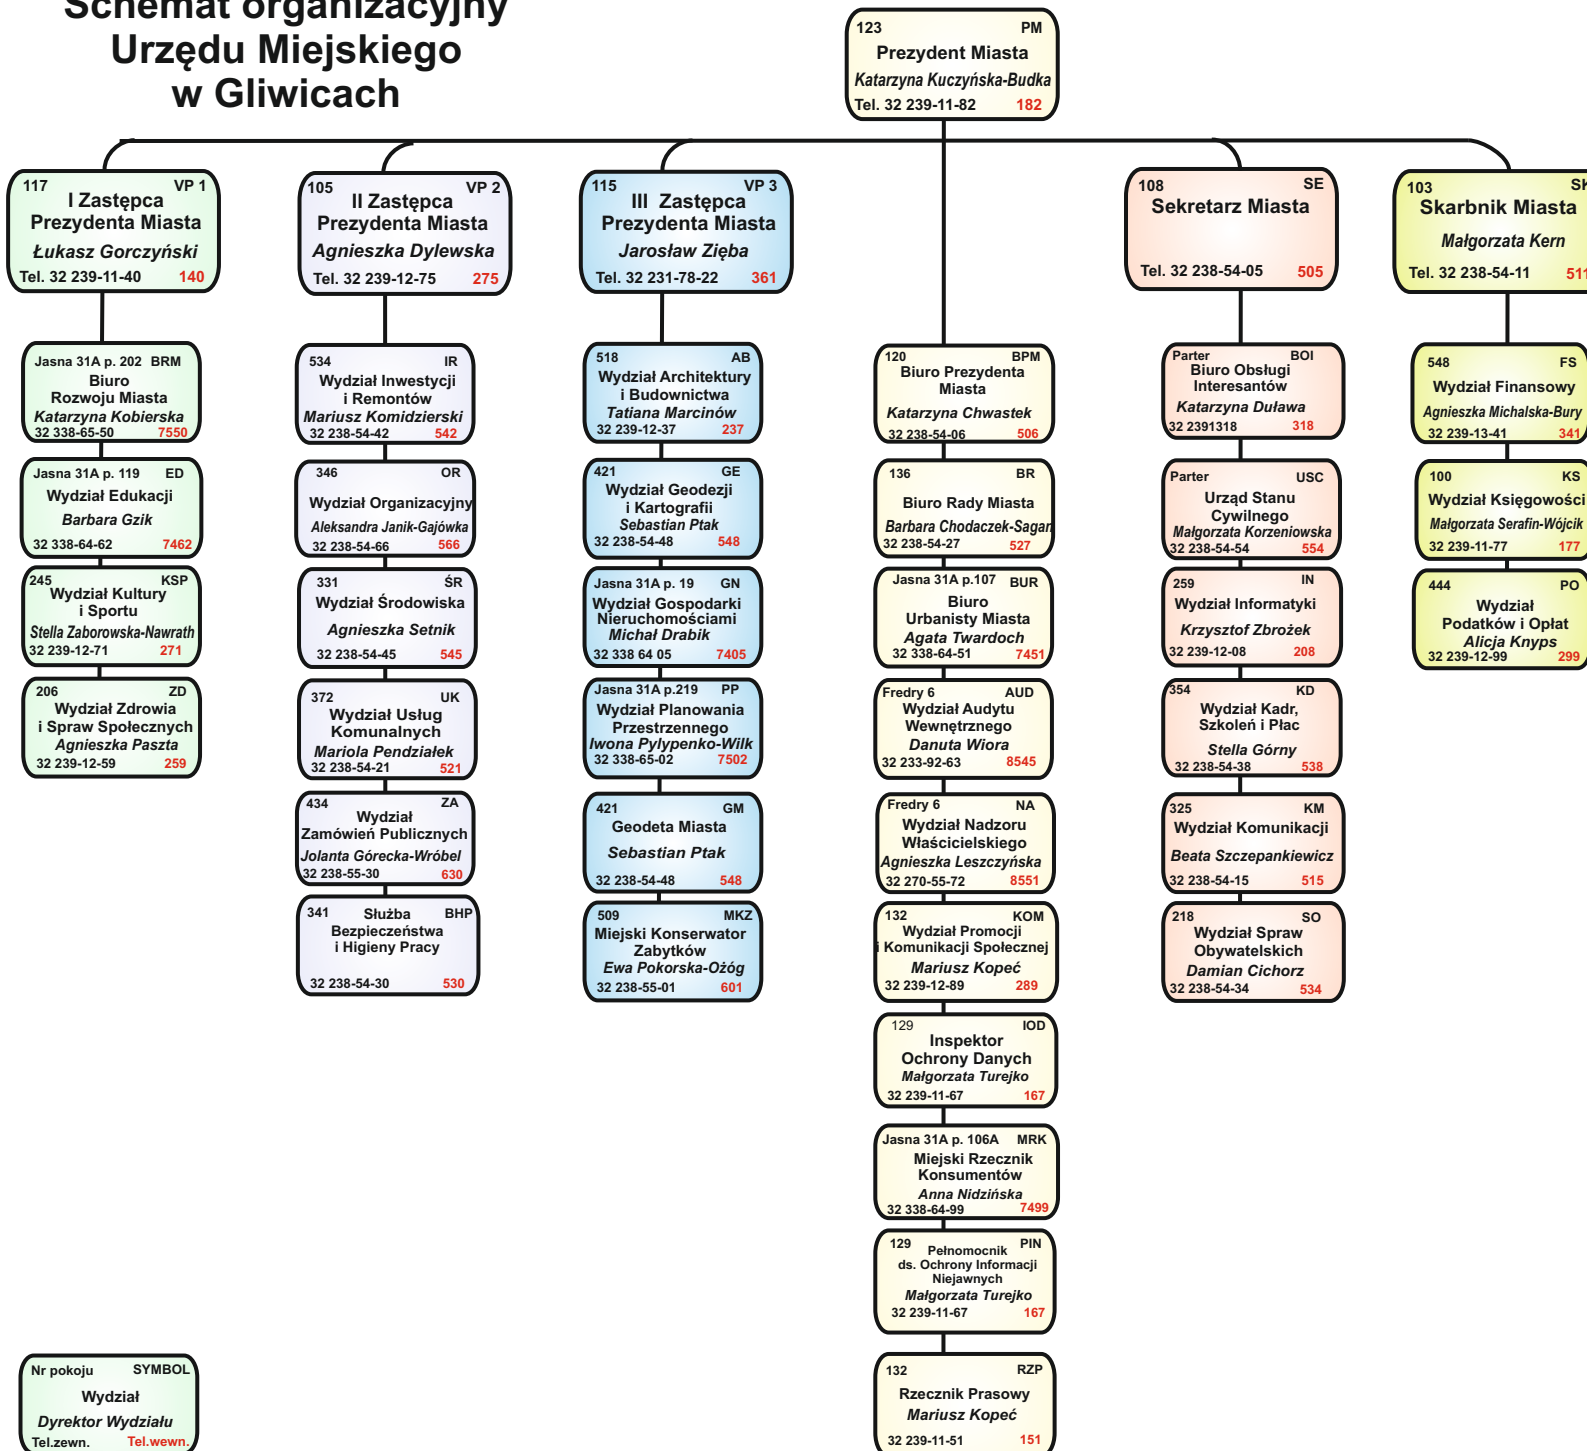 Schemat organizacyjny
Urzędu Miejskiego
w Gliwicach
123 PM
Prezydent Miasta
Katarzyna Kuczyńska-Budka
Tel. 32 239-11-82 182
117 VP 1
I Zastępca
Prezydenta Miasta
Łukasz Gorczyński
Tel. 32 239-11-40 140
105 VP 2
II Zastępca
Prezydenta Miasta
Agnieszka Dylewska
Tel. 32 239-12-75 275
115 VP 3
III Zastępca
Prezydenta Miasta
Jarosław Zięba
Tel. 32 231-78-22 361
108 SE
Sekretarz Miasta
Tel. 32 238-54-05 505
103 SK
Skarbnik Miasta
Małgorzata Kern
Tel. 32 238-54-11 511
Jasna 31A p. 202 BRM
Biuro
Rozwoju Miasta
Katarzyna Kobierska
32 338-65-50 7550
Jasna 31A p. 119 ED
Wydział Edukacji
Barbara Gzik
32 338-64-62 7462
245 KSP
Wydział Kultury
i Sportu
Stella Zaborowska-Nawrath
32 239-12-71 271
206 ZD
Wydział Zdrowia
i Spraw Społecznych
Agnieszka Paszta
32 239-12-59 259
534 IR
Wydział Inwestycji
i Remontów
Mariusz Komidzierski
32 238-54-42 542
346 OR
Wydział Organizacyjny
Aleksandra Janik-Gajówka
32 238-54-66 566
331 ŚR
Wydział Środowiska
Agnieszka Setnik
32 238-54-45 545
372 UK
Wydział Usług
Komunalnych
Mariola Pendziałek
32 238-54-21 521
434 ZA
Wydział
Zamówień Publicznych
Jolanta Górecka-Wróbel
32 238-55-30 630
341 Służba BHP
Bezpieczeństwa
i Higieny Pracy
32 238-54-30 530
518 AB
Wydział Architektury
i Budownictwa
Tatiana Marcinów
32 239-12-37 237
421 GE
Wydział Geodezji
i Kartografii
Sebastian Ptak
32 238-54-48 548
Jasna 31A p. 19 GN
Wydział Gospodarki
Nieruchomościami
Michał Drabik
32 338 64 05 7405
Jasna 31A p.219 PP
Wydział Planowania
Przestrzennego
Iwona Pylypenko-Wilk
32 338-65-02 7502
421 GM
Geodeta Miasta
Sebastian Ptak
32 238-54-48 548
509 MKZ
Miejski Konserwator
Zabytków
Ewa Pokorska-Ożóg
32 238-55-01 601
120 BPM
Biuro Prezydenta
Miasta
Katarzyna Chwastek
32 238-54-06 506
136 BR
Biuro Rady Miasta
Barbara Chodaczek-Sagan
32 238-54-27 527
Jasna 31A p.107 BUR
Biuro
Urbanisty Miasta
Agata Twardoch
32 338-64-51 7451
Fredry 6 AUD
Wydział Audytu
Wewnętrznego
Danuta Wiora
32 233-92-63 8545
Fredry 6 NA
Wydział Nadzoru
Właścicielskiego
Agnieszka Leszczyńska
32 270-55-72 8551
132 KOM
Wydział Promocji
i Komunikacji Społecznej
Mariusz Kopeć
32 239-12-89 289
129 IOD
Inspektor
Ochrony Danych
Małgorzata Turejko
32 239-11-67 167
Jasna 31A p. 106A MRK
Miejski Rzecznik
Konsumentów
Anna Nidzińska
32 338-64-99 7499
129 PIN
Pełnomocnik
ds. Ochrony Informacji
Niejawnych
Małgorzata Turejko
32 239-11-67 167
132 RZP
Rzecznik Prasowy
Mariusz Kopeć
32 239-11-51 151
Parter BOI
Biuro Obsługi
Interesantów
Katarzyna Duława
32 2391318 318
Parter USC
Urząd Stanu
Cywilnego
Małgorzata Korzeniowska
32 238-54-54 554
259 IN
Wydział Informatyki
Krzysztof Zbrożek
32 239-12-08 208
354 KD
Wydział Kadr,
Szkoleń i Płac
Stella Górny
32 238-54-38 538
325 KM
Wydział Komunikacji
Beata Szczepankiewicz
32 238-54-15 515
218 SO
Wydział Spraw
Obywatelskich
Damian Cichorz
32 238-54-34 534
548 FS
Wydział Finansowy
Agnieszka Michalska-Bury
32 239-13-41 341
100 KS
Wydział Księgowości
Małgorzata Serafin-Wójcik
32 239-11-77 177
444 PO
Wydział
Podatków i Opłat
Alicja Knyps
32 239-12-99 299
Nr pokoju SYMBOL
Wydział
Dyrektor Wydziału
Tel.zewn. Tel.wewn.